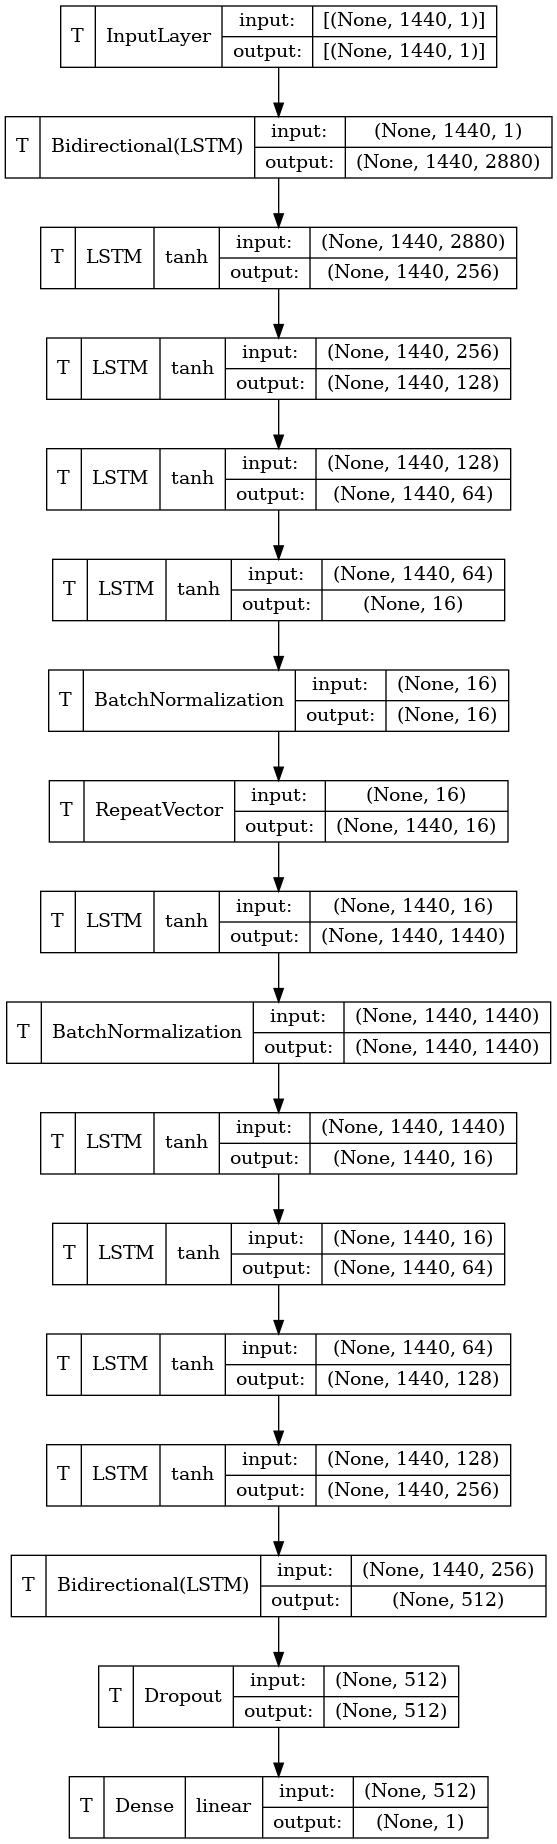 T InputLayer input: [(None, 1440, 1)]
output: [(None, 1440, 1)]
T Bidirectional(LSTM) input: (None, 1440, 1)
output: (None, 1440, 2880)
T LSTM tanh input: (None, 1440, 2880)
output: (None, 1440, 256)
T LSTM tanh input: (None, 1440, 256)
output: (None, 1440, 128)
T LSTM tanh input: (None, 1440, 128)
output: (None, 1440, 64)
T LSTM tanh input: (None, 1440, 64)
output: (None, 16)
T BatchNormalization input: (None, 16)
output: (None, 16)
T RepeatVector input: (None, 16)
output: (None, 1440, 16)
T LSTM tanh input: (None, 1440, 16)
output: (None, 1440, 1440)
T BatchNormalization input: (None, 1440, 1440)
output: (None, 1440, 1440)
T LSTM tanh input: (None, 1440, 1440)
output: (None, 1440, 16)
T LSTM tanh input: (None, 1440, 16)
output: (None, 1440, 64)
T LSTM tanh input: (None, 1440, 64)
output: (None, 1440, 128)
T LSTM tanh input: (None, 1440, 128)
output: (None, 1440, 256)
T Bidirectional(LSTM) input: (None, 1440, 256)
output: (None, 512)
T Dropout input: (None, 512)
output: (None, 512)
T Dense linear input: (None, 512)
output: (None, 1)